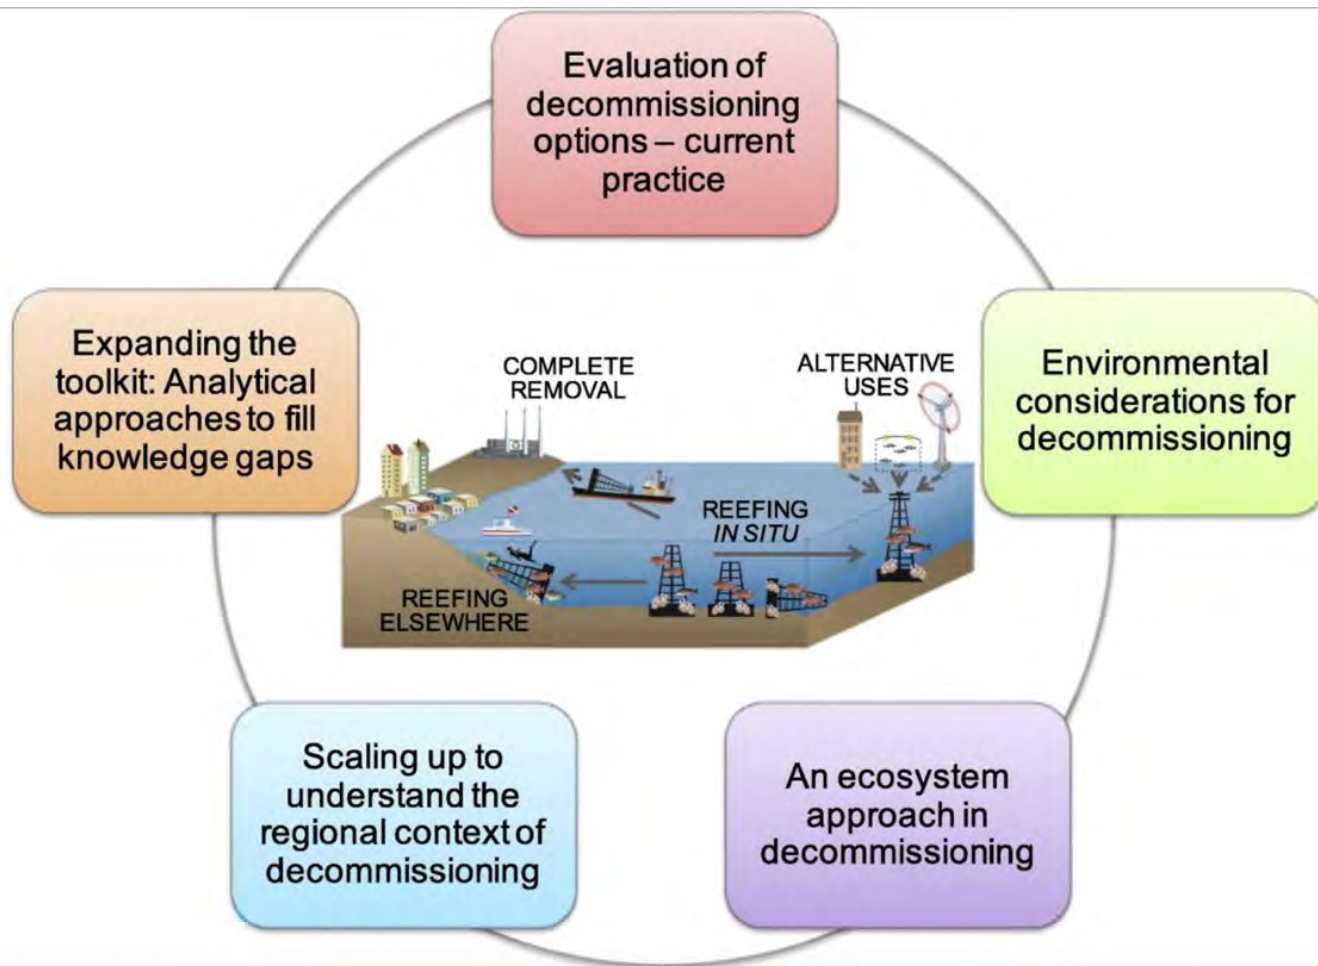 Evaluation of
decommissioning
options – current
practice
Environmental
considerations for
decommissioning
An ecosystem
approach in
decommissioning
Scaling up to
understand the
regional context of
decommissioning
Expanding the
toolkit: Analytical
approaches to fill
knowledge gaps
COMPLETE
REMOVAL
ALTERNATIVE
USES
REEFING
IN SITU
REEFING
ELSEWHERE